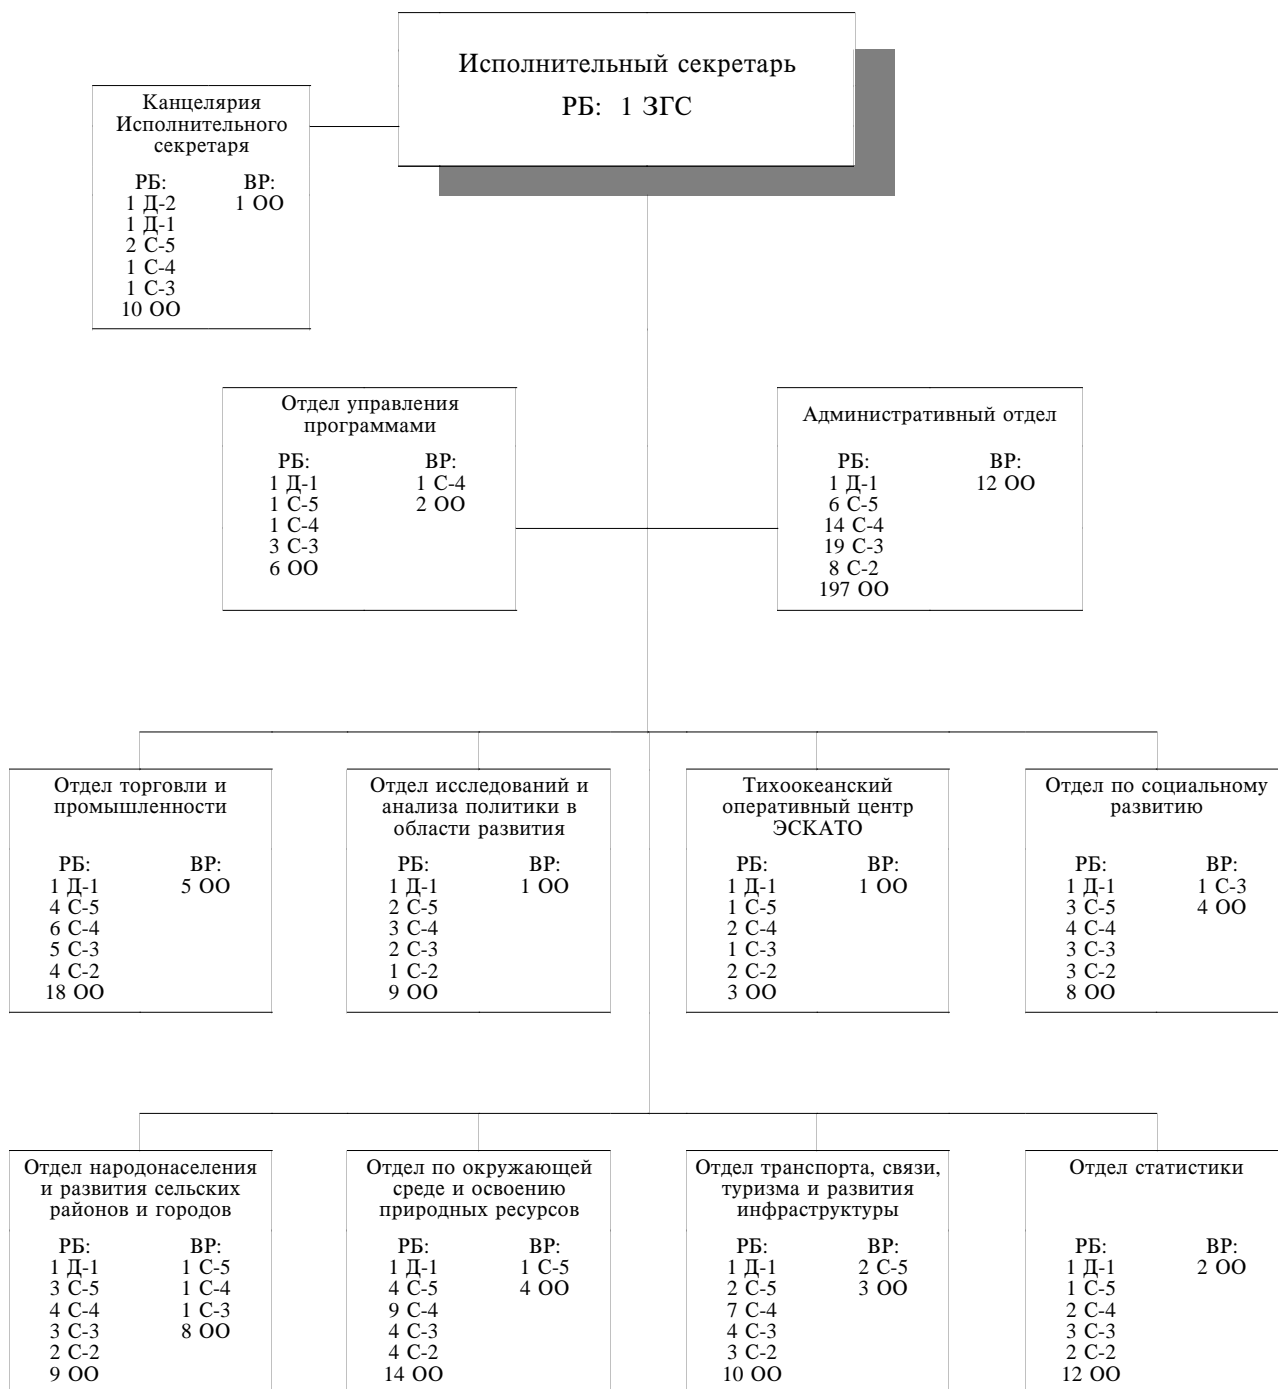 Исполнительный секретарь
РБ: 1 ЗГС
Канцелярия
Исполнительного
секретаря
РБ: ВР:
1 Д-2 1 ОО
1 Д-1
2 С-5
1 С-4
1 С-3
10 ОО
Отдел управления
программами
РБ: ВР:
1 Д-1 1 С-4
1 С-5 2 ОО
1 С-4
3 С-3
6 ОО
Административный отдел
РБ: ВР:
1 Д-1 12 ОО
6 С-5
14 С-4
19 С-3
8 С-2
197 ОО
Отдел торговли и
промышленности
РБ: ВР:
1 Д-1 5 ОО
4 С-5
6 С-4
5 С-3
4 С-2
18 ОО
Отдел исследований и
анализа политики в
области развития
РБ: ВР:
1 Д-1 1 ОО
2 С-5
3 С-4
2 С-3
1 С-2
9 ОО
Тихоокеанский
оперативный центр
ЭСКАТО
РБ: ВР:
1 Д-1 1 ОО
1 С-5
2 С-4
1 С-3
2 С-2
3 ОО
Отдел по социальному
развитию
РБ: ВР:
1 Д-1 1 С-3
3 С-5 4 ОО
4 С-4
3 С-3
3 С-2
8 ОО
Отдел народонаселения
и развития сельских
районов и городов
РБ: ВР:
1 Д-1 1 С-5
3 С-5 1 С-4
4 С-4 1 С-3
3 С-3 8 ОО
2 С-2
9 ОО
Отдел по окружающей
среде и освоению
природных ресурсов
РБ: ВР:
1 Д-1 1 С-5
4 С-5 4 ОО
9 С-4
4 С-3
4 С-2
14 ОО
Отдел транспорта, связи,
туризма и развития
инфраструктуры
РБ: ВР:
1 Д-1 2 С-5
2 С-5 3 ОО
7 С-4
4 С-3
3 С-2
10 ОО
Отдел статистики
РБ: ВР:
1 Д-1 2 ОО
1 С-5
2 С-4
3 С-3
2 С-2
12 ОО